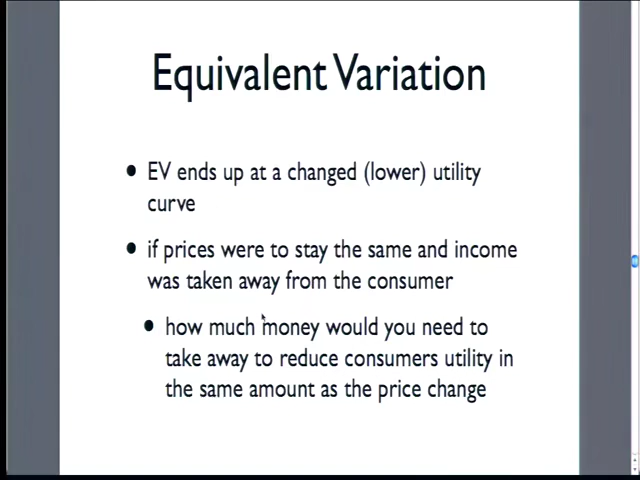 Equivalent Variation
• EV ends up at a changed (lower) utility
curve
• if prices were to stay the same and income
was taken away from the consumer
• how much money would you need to
take away to reduce consumers utility in
the same amount as the price change